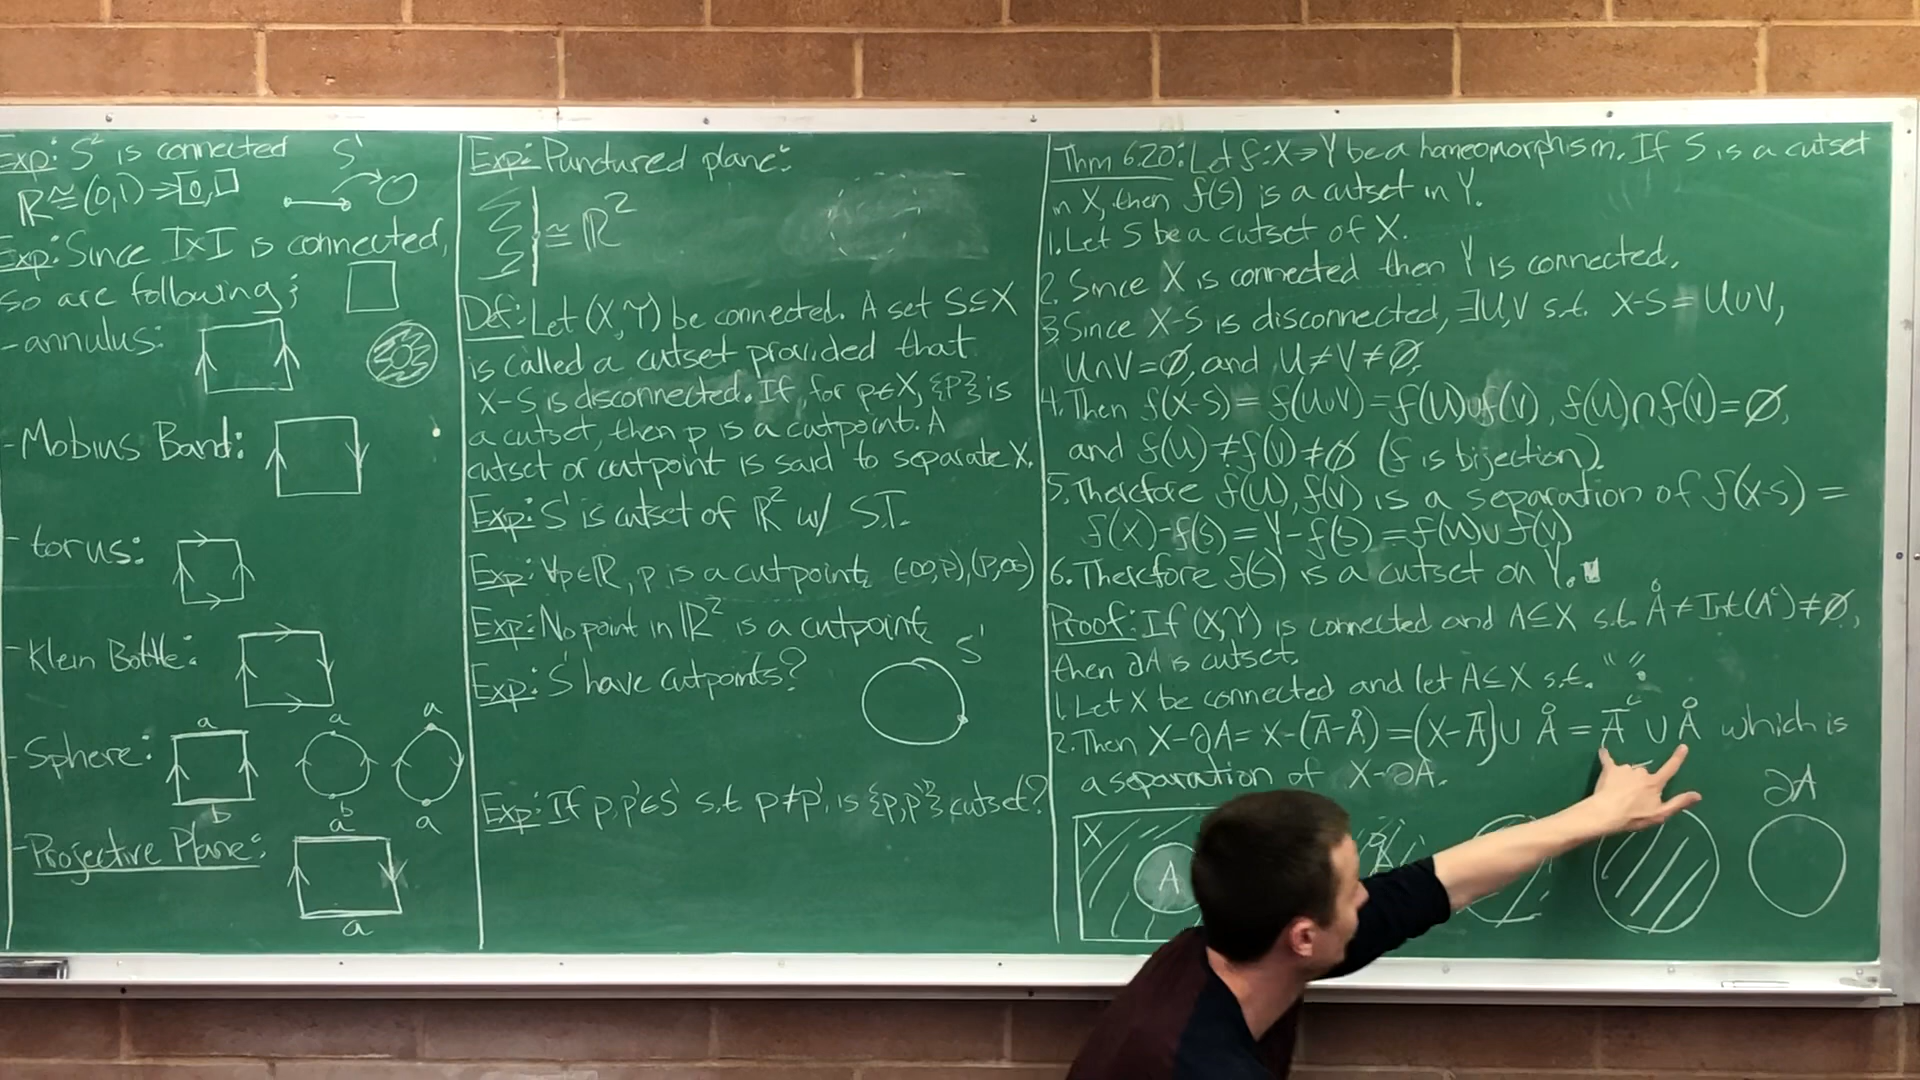 Exp: S² is connected S¹
ℝ≅(0,1)→[0,1]
Exp: Since I×I is connected,
so are following:
-annulus:
-Mobius Band:
-torus:
-Klein Bottle:
-Sphere:
a
b
a
b
a
a
-Projective Plane:
a
a
Exp: Punctured plane:
≅ ℝ²
Def: Let (X,Υ) be connected. A set S⊆X
is called a cutset provided that
X-S is disconnected. If, for p∈X, {p} is
a cutset, then p is a cutpoint. A
cutset or cutpoint is said to separate X.
Exp: S¹ is cutset of ℝ² w/ ST.
Exp: ∀p∈ℝ, p is a cutpoint, (-∞,p),(p,∞)
Exp: No point in ℝ² is a cutpoint.
Exp: S¹ have cutpoints?
S¹
Exp: If p,p'∈S¹ s.t p≠p', is {p,p'} cutset?
Thm 6.20: Let f:X→Y be a homeomorphism. If S is a cutset
in X, then f(S) is a cutset in Y.
1. Let S be a cutset of X.
2. Since X is connected then Y is connected.
3. Since X-S is disconnected, ∃U,V s.t. X-S = U∪V,
U∩V=∅, and U≠V≠∅.
4. Then f(X-S) = f(U∪V) = f(U)∪f(V), f(U)∩f(V)=∅,
and f(U)≠f(V)≠∅ (f is bijection).
5. Therefore f(U),f(V) is a separation of f(X-S) =
f(X)-f(S) = Y-f(S) = f(U)∪f(V)
6. Therefore f(S) is a cutset on Y.
Proof: If (X,Υ) is connected and A⊆X s.t. Å≠Int(Aᶜ)≠∅,
then ∂A is cutset.
1. Let X be connected and let A⊆X s.t. " ".
2. Then X-∂A = X-(A̅-Å) = (X-A̅)∪Å = A̅ᶜ∪Å which is
a separation of X-∂A.
X
A
∂A